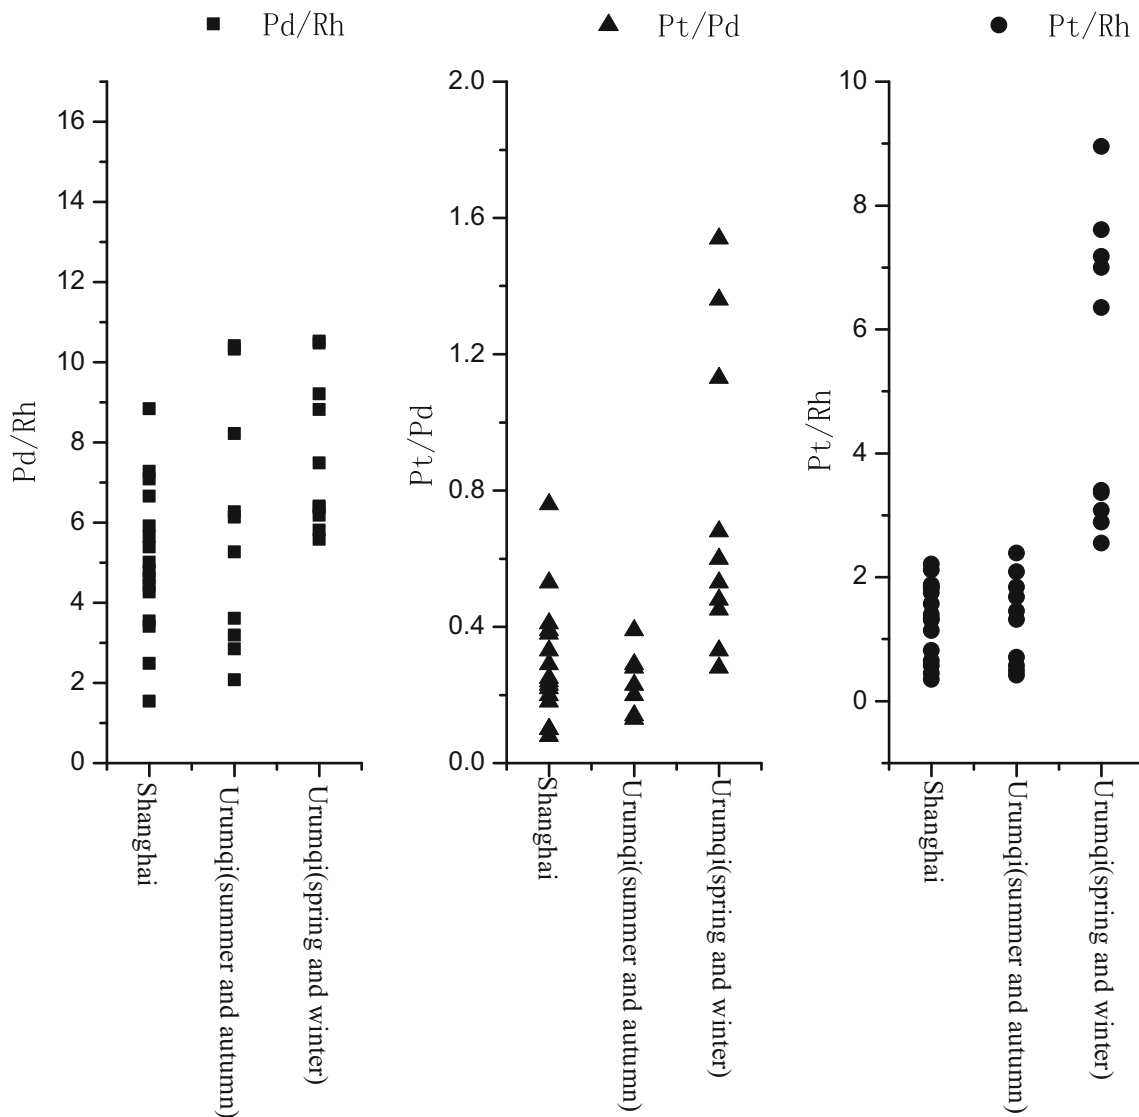 Pd/Rh
Pt/Pd
Pt/Rh
Pd/Rh
16
14
12
10
8
6
4
2
0
Shanghai
Urumqi(summer and autumn)
Urumqi(spring and winter)
Pt/Pd
2.0
1.6
1.2
0.8
0.4
0.0
Shanghai
Urumqi(summer and autumn)
Urumqi(spring and winter)
Pt/Rh
10
8
6
4
2
0
Shanghai
Urumqi(summer and autumn)
Urumqi(spring and winter)